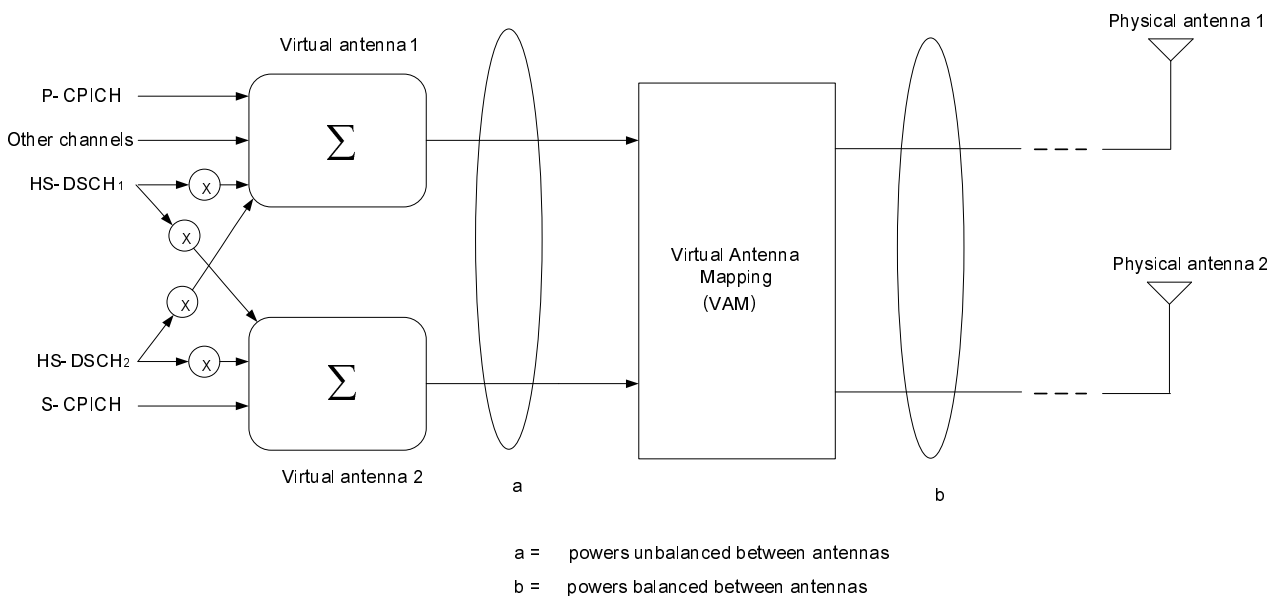 Physical antenna 1
Virtual antenna 1
P-CPICH
Σ
Other channels
HS-DSCH1
X
X
Physical antenna 2
Virtual Antenna
Mapping
(VAM)
X
HS-DSCH2
X
Σ
S-CPICH
Virtual antenna 2
a
b
a = powers unbalanced between antennas
b = powers balanced between antennas